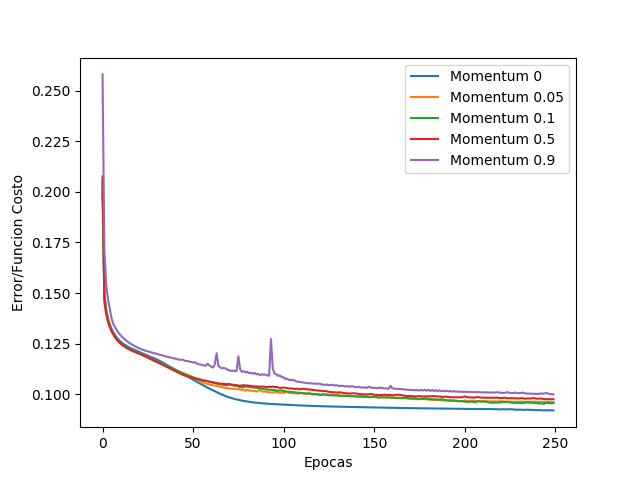 Momentum 0
Momentum 0.05
Momentum 0.1
Momentum 0.5
Momentum 0.9
0.250
0.225
0.200
0.175
0.150
0.125
0.100
Error/Funcion Costo
0 50 100 150 200 250
Epocas